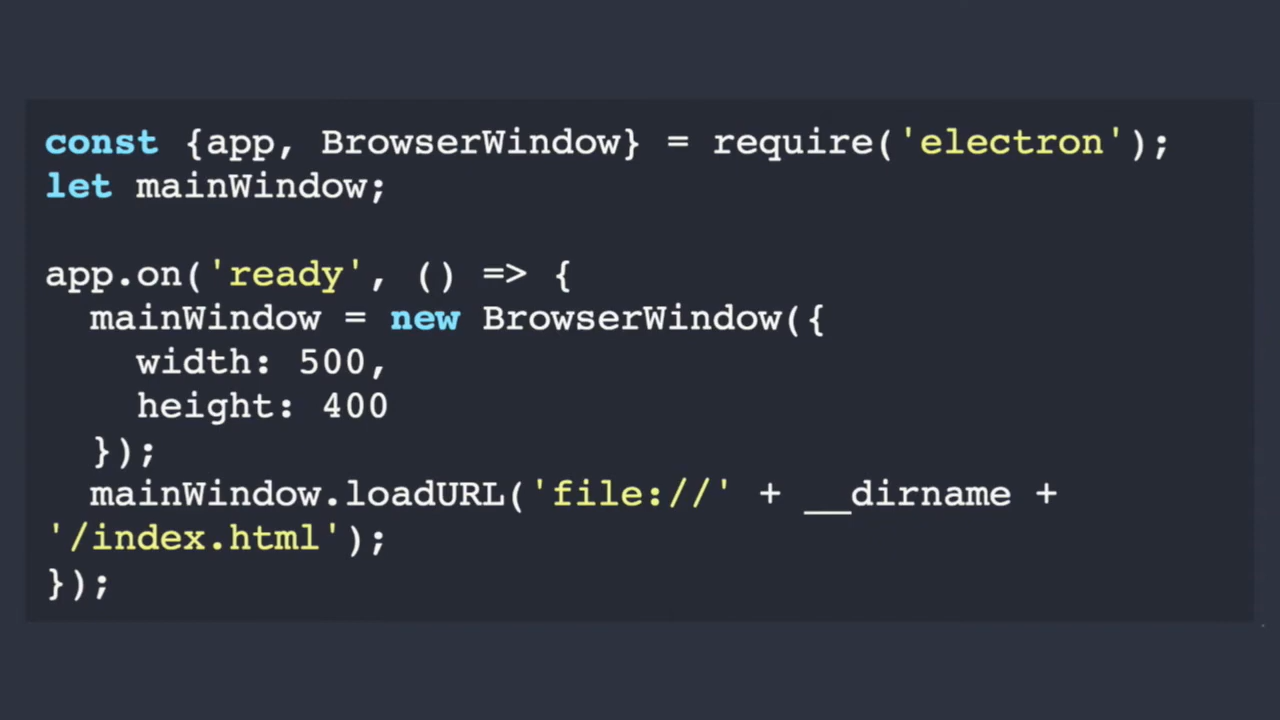 const {app, BrowserWindow} = require('electron');
let mainWindow;

app.on('ready', () => {
  mainWindow = new BrowserWindow({
    width: 500,
    height: 400
  });
  mainWindow.loadURL('file://' + __dirname +
'/index.html');
});